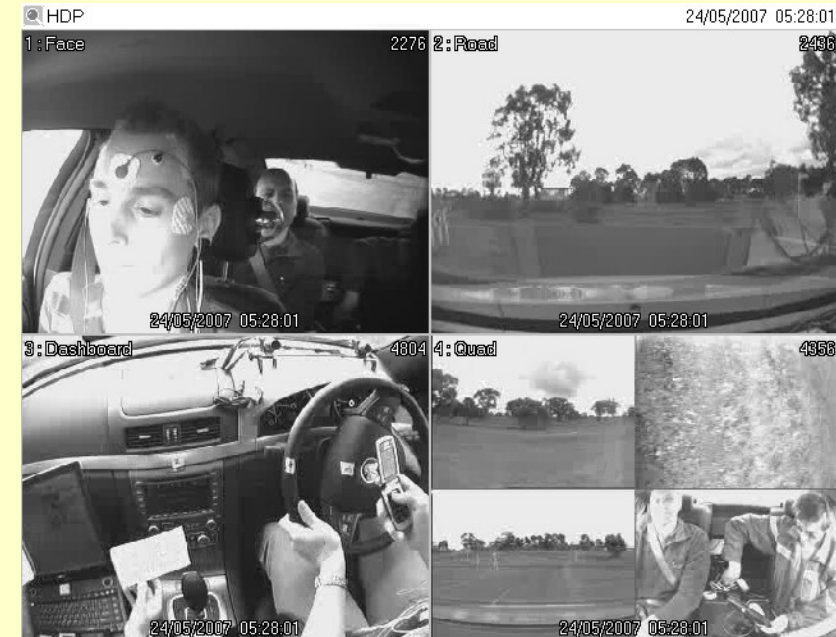 HDP 24/05/2007 05:28:01
1 : Face 2276 2 : Road 2436
24/05/2007 05:28:01 24/05/2007 05:28:01
3 : Dashboard 4804 4 : Quad 4356
24/05/2007 05:28:01 24/05/2007 05:28:01